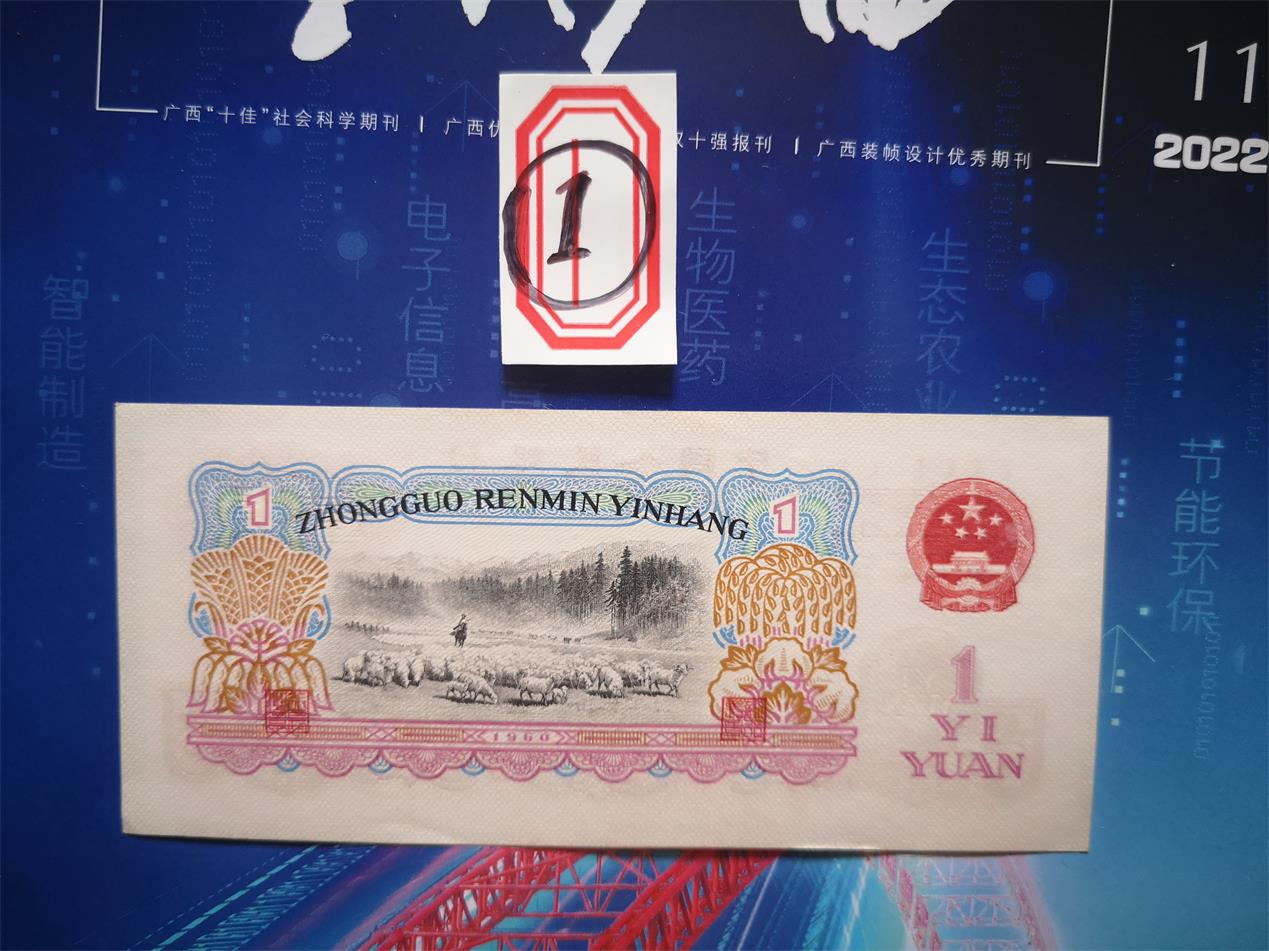 11
2022
广西“十佳”社会科学期刊 | 广西优
十强报刊 | 广西装帧设计优秀期刊
1
智能制造
电子信息
生物医药
生态农业
节能环保
ZHONGGUO RENMIN YINHANG
1
1
1960
1
YI
YUAN